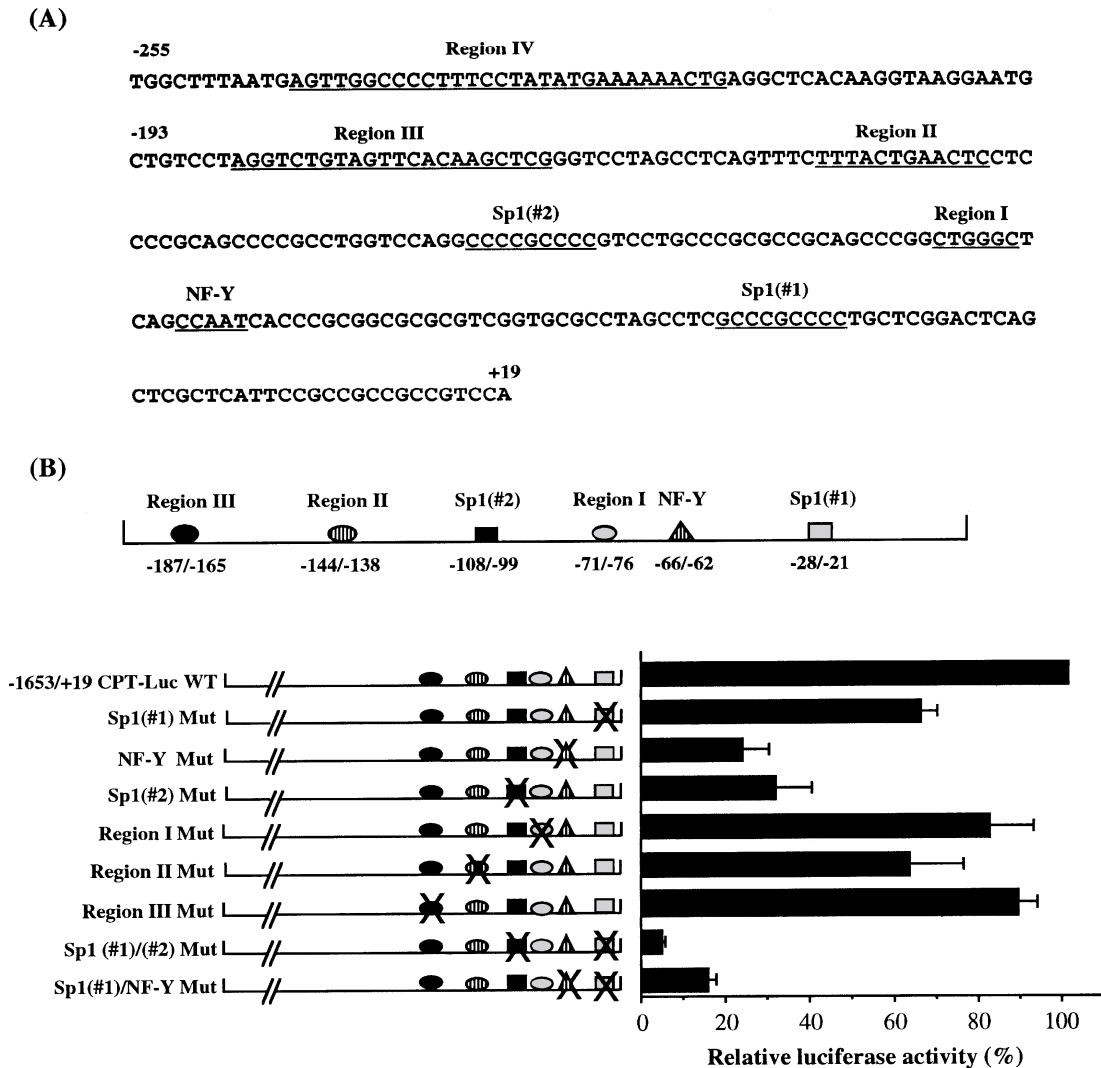 (A)
-255 Region IV
TGGCTTTAATGAGTTGGCCCCTTTCCTATATGAAAAAACTGAGGCTCACAAGGTAAGGAATG
-193 Region III Region II
CTGTCCTAGGTCTGTAGTTCACAAGCTCGGGTCCTAGCCTCAGTTTCTTTACTGAACTCCTC
Sp1(#2) Region I
CCCGCAGCCCCGCCTGGTCCAGGCCCCGCCCCGTCCTGCCCGCGCCGCAGCCCGGCTGGGCT
NF-Y Sp1(#1)
CAGCCAATCACCCGCGGCGCGCGTCGGTGCGCCTAGCCTCGCCCGCCCCTGCTCGGACTCAG
+19
CTCGCTCATTCCGCCGCCGCCGTCCA
(B)
Region III Region II Sp1(#2) Region I NF-Y Sp1(#1)
-187/-165 -144/-138 -108/-99 -71/-76 -66/-62 -28/-21
-1653/+19 CPT-Luc WT
Sp1(#1) Mut
NF-Y Mut
Sp1(#2) Mut
Region I Mut
Region II Mut
Region III Mut
Sp1 (#1)/(#2) Mut
Sp1(#1)/NF-Y Mut
0 20 40 60 80 100
Relative luciferase activity (%)